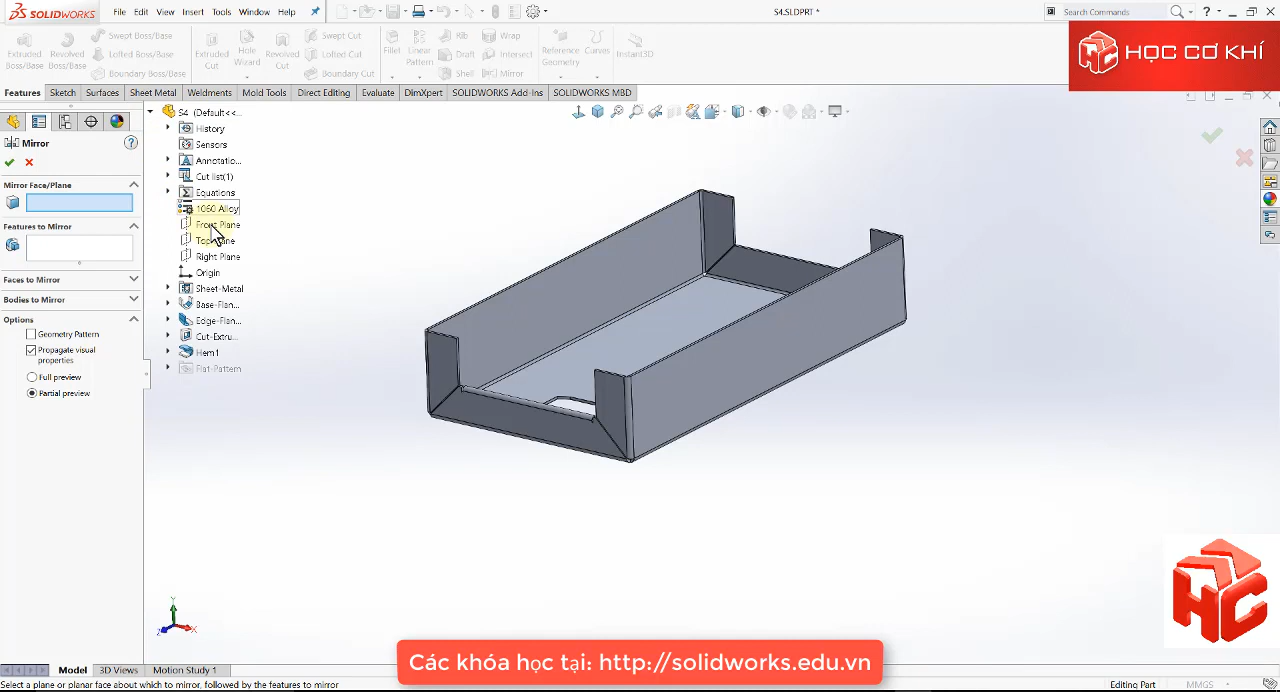 SOLIDWORKS File Edit View Insert Tools Window Help S4.SLDPRT * Search Commands ?
Extruded Boss/Base Revolved Boss/Base Swept Boss/Base Lofted Boss/Base Boundary Boss/Base Extruded Cut Hole Wizard Revolved Cut Swept Cut Lofted Cut Boundary Cut Fillet Linear Pattern Rib Draft Shell Wrap Intersect Mirror Reference Geometry Curves Instant3D
HỌC CƠ KHÍ
Features Sketch Surfaces Sheet Metal Weldments Mold Tools Direct Editing Evaluate DimXpert SOLIDWORKS Add-Ins SOLIDWORKS MBD
Mirror ?
Mirror Face/Plane
Features to Mirror
Faces to Mirror
Bodies to Mirror
Options
Geometry Pattern
Propagate visual
properties
Full preview
Partial preview
S4 (Default<<...
History
Sensors
Annotatio...
Cut list(1)
Equations
1060 Alloy
Front Plane
Top Plane
Right Plane
Origin
Sheet-Metal
Base-Flan...
Edge-Flan...
Cut-Extru...
Hem1
Flat-Pattern
Y
Z
X
HC
Các khóa học tại: http://solidworks.edu.vn
Model 3D Views Motion Study 1
Select a plane or planar face about which to mirror, followed by the features to mirror Editing Part MMGS